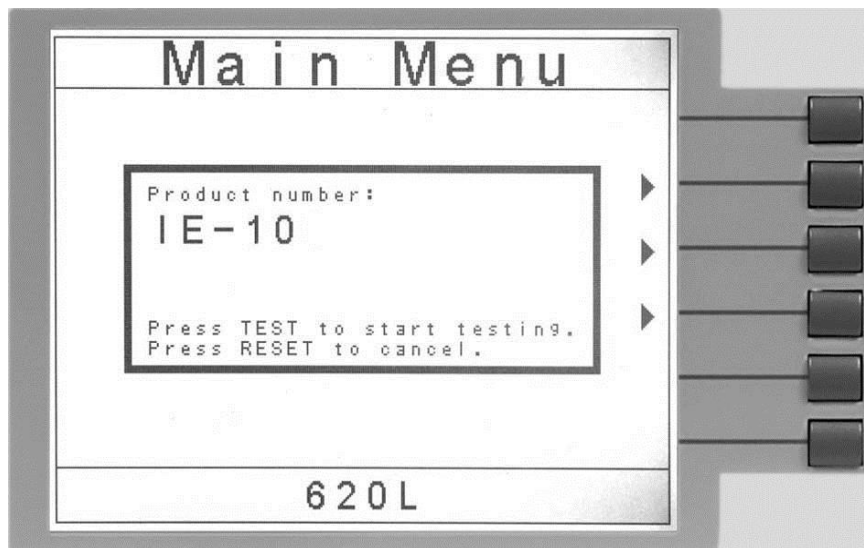 Main Menu
Product number:
IE-10
Press TEST to start testing.
Press RESET to cancel.
620L